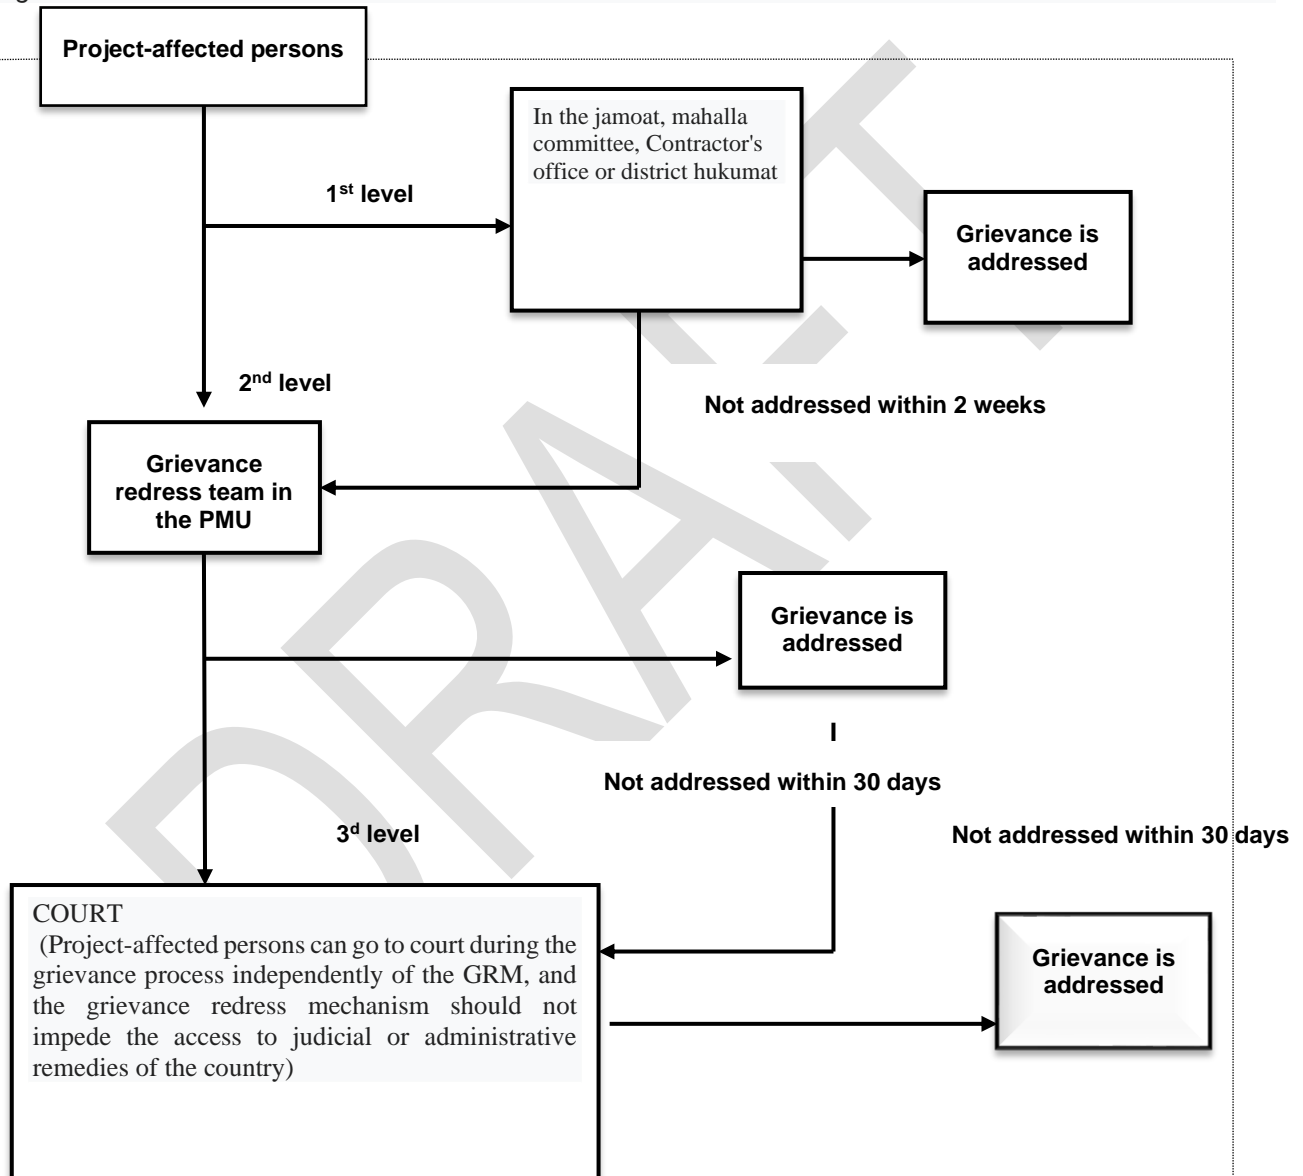 Project-affected persons
In the jamoat, mahalla
committee, Contractor's
office or district hukumat
1st level
Grievance is
addressed
2nd level
Not addressed within 2 weeks
Grievance
redress team in
the PMU
Grievance is
addressed
Not addressed within 30 days
3d level
Not addressed within 30 days
COURT
(Project-affected persons can go to court during the
grievance process independently of the GRM, and
the grievance redress mechanism should not
impede the access to judicial or administrative
remedies of the country)
Grievance is
addressed
DRAFT